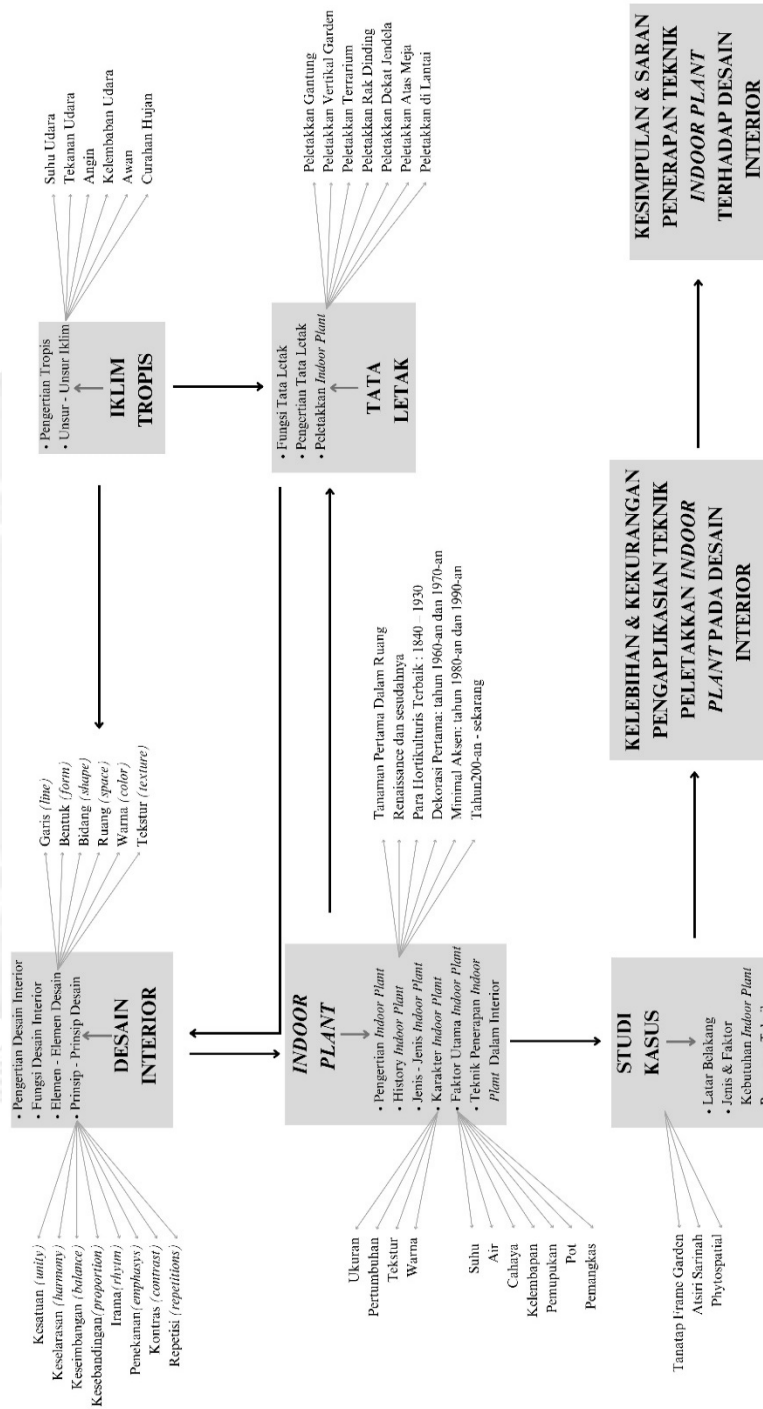 Kesatuan (unity)
Keselarasan (harmony)
Keseimbangan (balance)
Kesebandingan (proportion)
Irama (rhytm)
Penekanan (emphasys)
Kontras (contrast)
Repetisi (repetitions)
• Pengertian Desain Interior
• Fungsi Desain Interior
• Elemen - Elemen Desain
• Prinsip - Prinsip Desain
DESAIN
INTERIOR
Garis (line)
Bentuk (form)
Bidang (shape)
Ruang (space)
Warna (color)
Tekstur (texture)
• Pengertian Tropis
• Unsur - Unsur Iklim
IKLIM
TROPIS
Suhu Udara
Tekanan Udara
Angin
Kelembaban Udara
Awan
Curahan Hujan
Ukuran
Pertumbuhan
Tekstur
Warna
Suhu
Air
Cahaya
Kelembapan
Pemupukan
Pot
Pemangkas
INDOOR
PLANT
• Pengertian Indoor Plant
• History Indoor Plant
• Jenis - Jenis Indoor Plant
• Karakter Indoor Plant
• Faktor Utama Indoor Plant
• Teknik Penerapan Indoor
Plant Dalam Interior
Tanaman Pertama Dalam Ruang
Renaissance dan sesudahnya
Para Hortikulturis Terbaik : 1840 – 1930
Dekorasi Pertama: tahun 1960-an dan 1970-an
Minimal Aksen: tahun 1980-an dan 1990-an
Tahun200-an - sekarang
• Fungsi Tata Letak
• Pengertian Tata Letak
• Peletakkan Indoor Plant
TATA
LETAK
Peletakkan Gantung
Peletakkan Vertikal Garden
Peletakkan Terrarium
Peletakkan Rak Dinding
Peletakkan Dekat Jendela
Peletakkan Atas Meja
Peletakkan di Lantai
Tanatap Frame Garden
Atsiri Sarinah
Phytospatial
STUDI
KASUS
• Latar Belakang
• Jenis & Faktor
Kebutuhan Indoor Plant
KELEBIHAN & KEKURANGAN
PENGAPLIKASIAN TEKNIK
PELETAKKAN INDOOR
PLANT PADA DESAIN
INTERIOR
KESIMPULAN & SARAN
PENERAPAN TEKNIK
INDOOR PLANT
TERHADAP DESAIN
INTERIOR